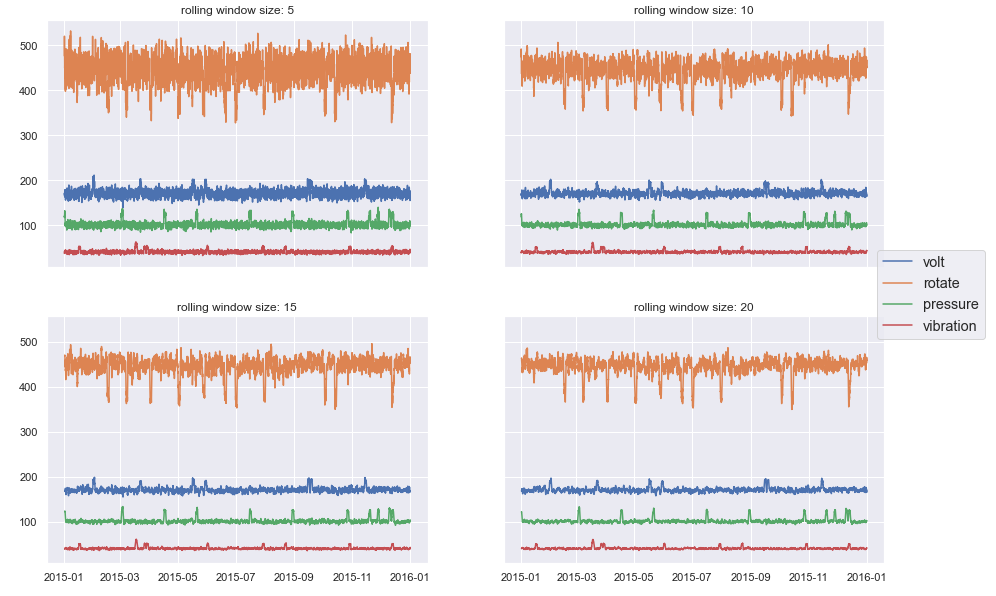 rolling window size: 5
rolling window size: 10
500
400
300
200
100
volt
rotate
pressure
vibration
rolling window size: 15
rolling window size: 20
500
400
300
200
100
2015-01 2015-03 2015-05 2015-07 2015-09 2015-11 2016-01
2015-01 2015-03 2015-05 2015-07 2015-09 2015-11 2016-01